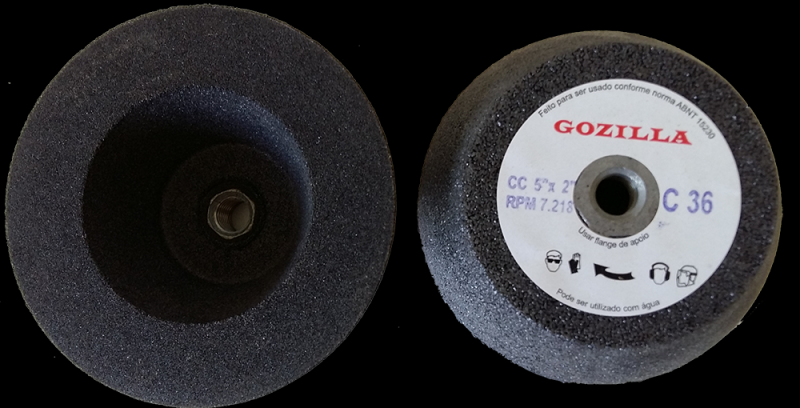 Feito para ser usado conforme norma ABNT 15230
GOZILLA
CC 5" x 2"
RPM 7.218
C 36
Usar flange de apoio
Pode ser utilizado com água